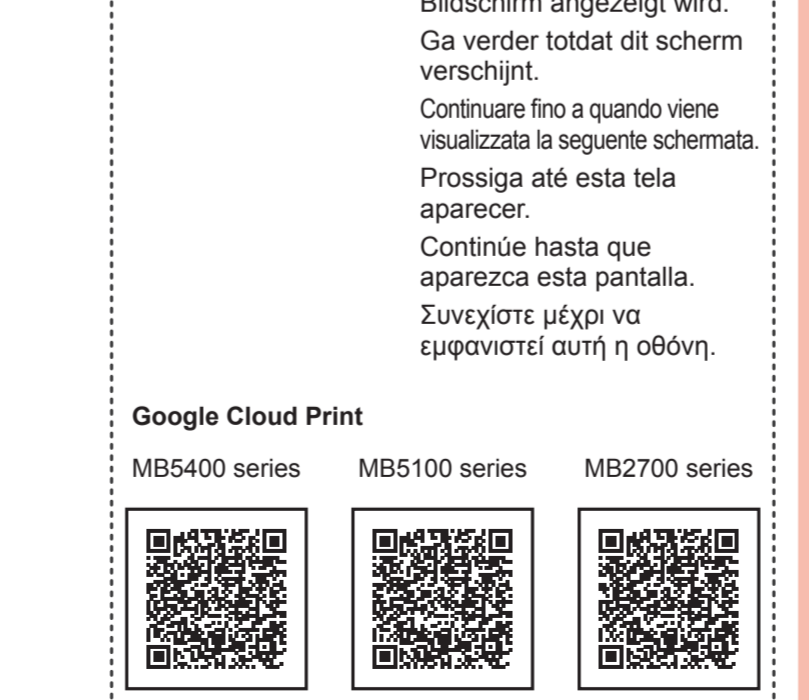 Bildschirm angezeigt wird.
Ga verder totdat dit scherm
verschijnt.
Continuare fino a quando viene
visualizzata la seguente schermata.
Prossiga até esta tela
aparecer.
Continúe hasta que
aparezca esta pantalla.
Συνεχίστε μέχρι να
εμφανιστεί αυτή η οθόνη.
Google Cloud Print
MB5400 series MB5100 series MB2700 series